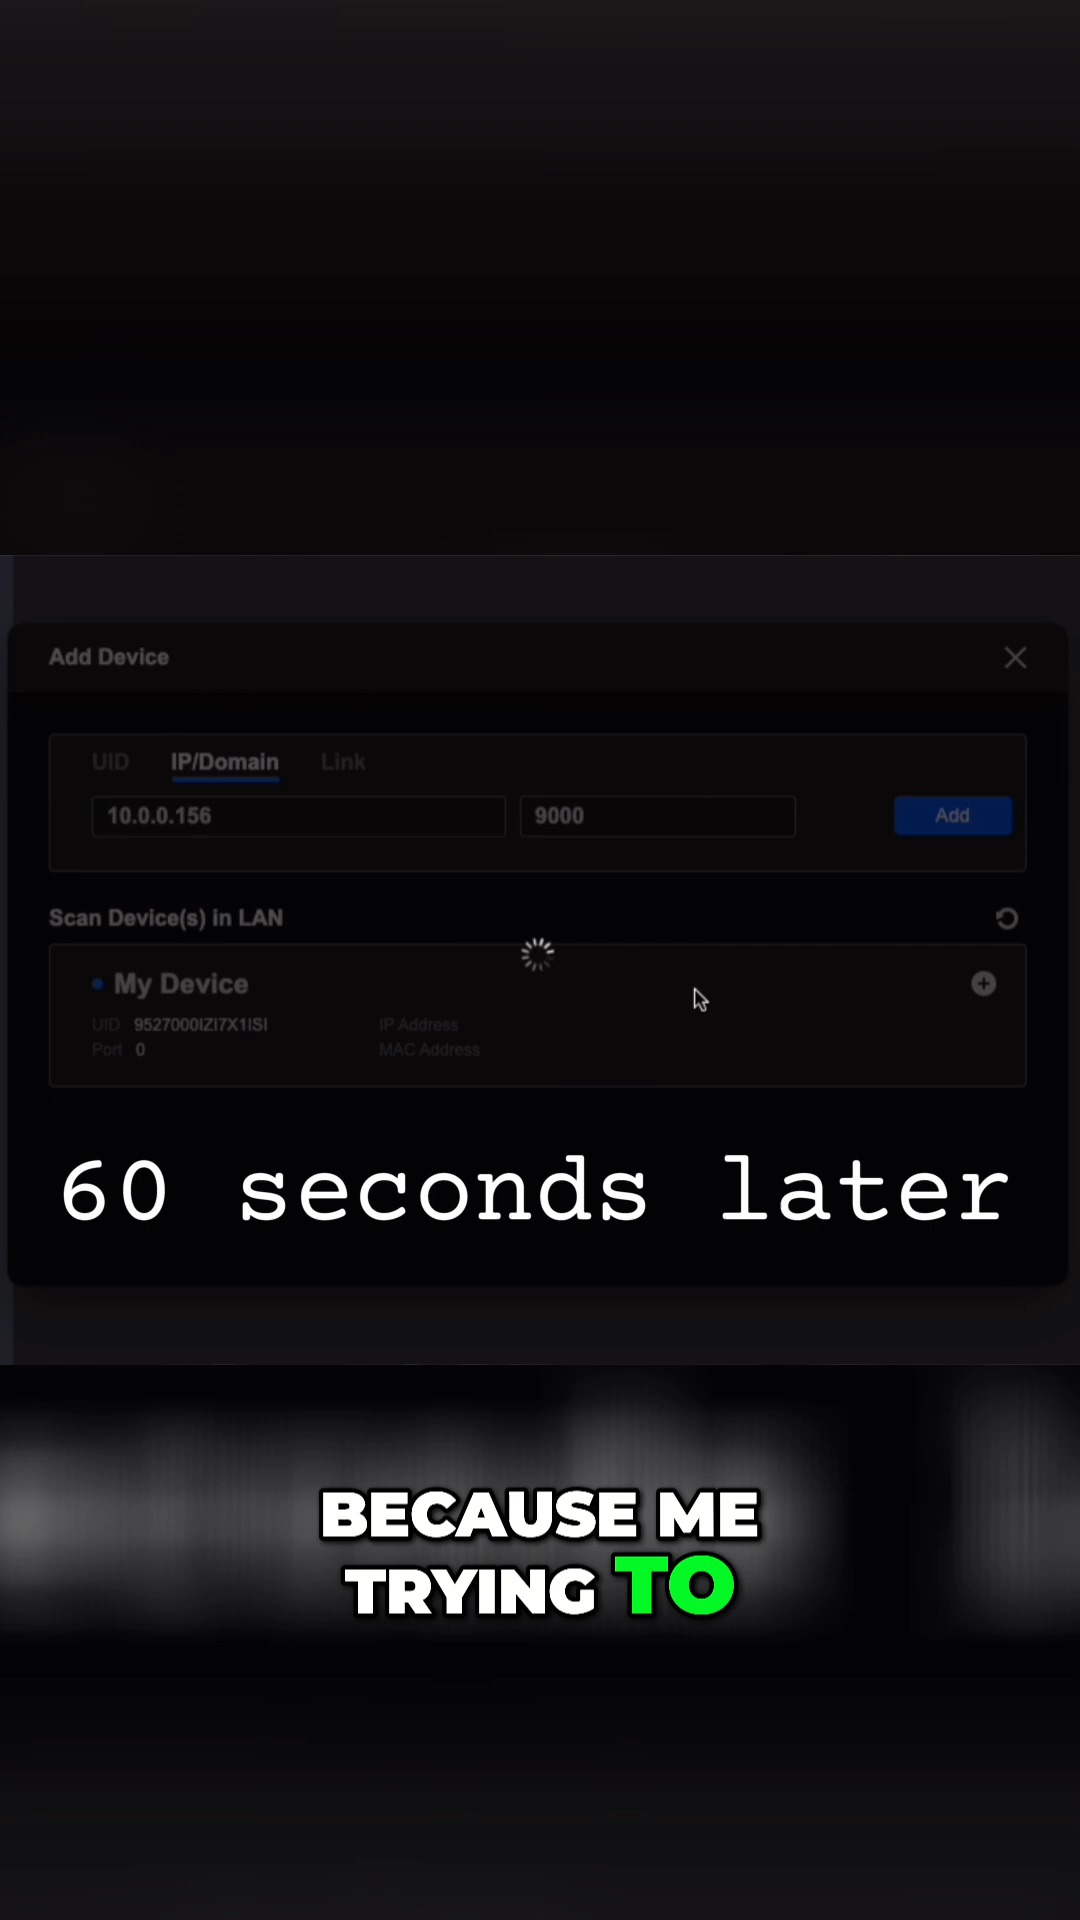 Add Device
UID IP/Domain Link
10.0.0.156 9000 Add
Scan Device(s) in LAN
My Device
UID 9527000IZI7X1ISI IP Address
Port 0 MAC Address
60 seconds later
BECAUSE ME
TRYING TO